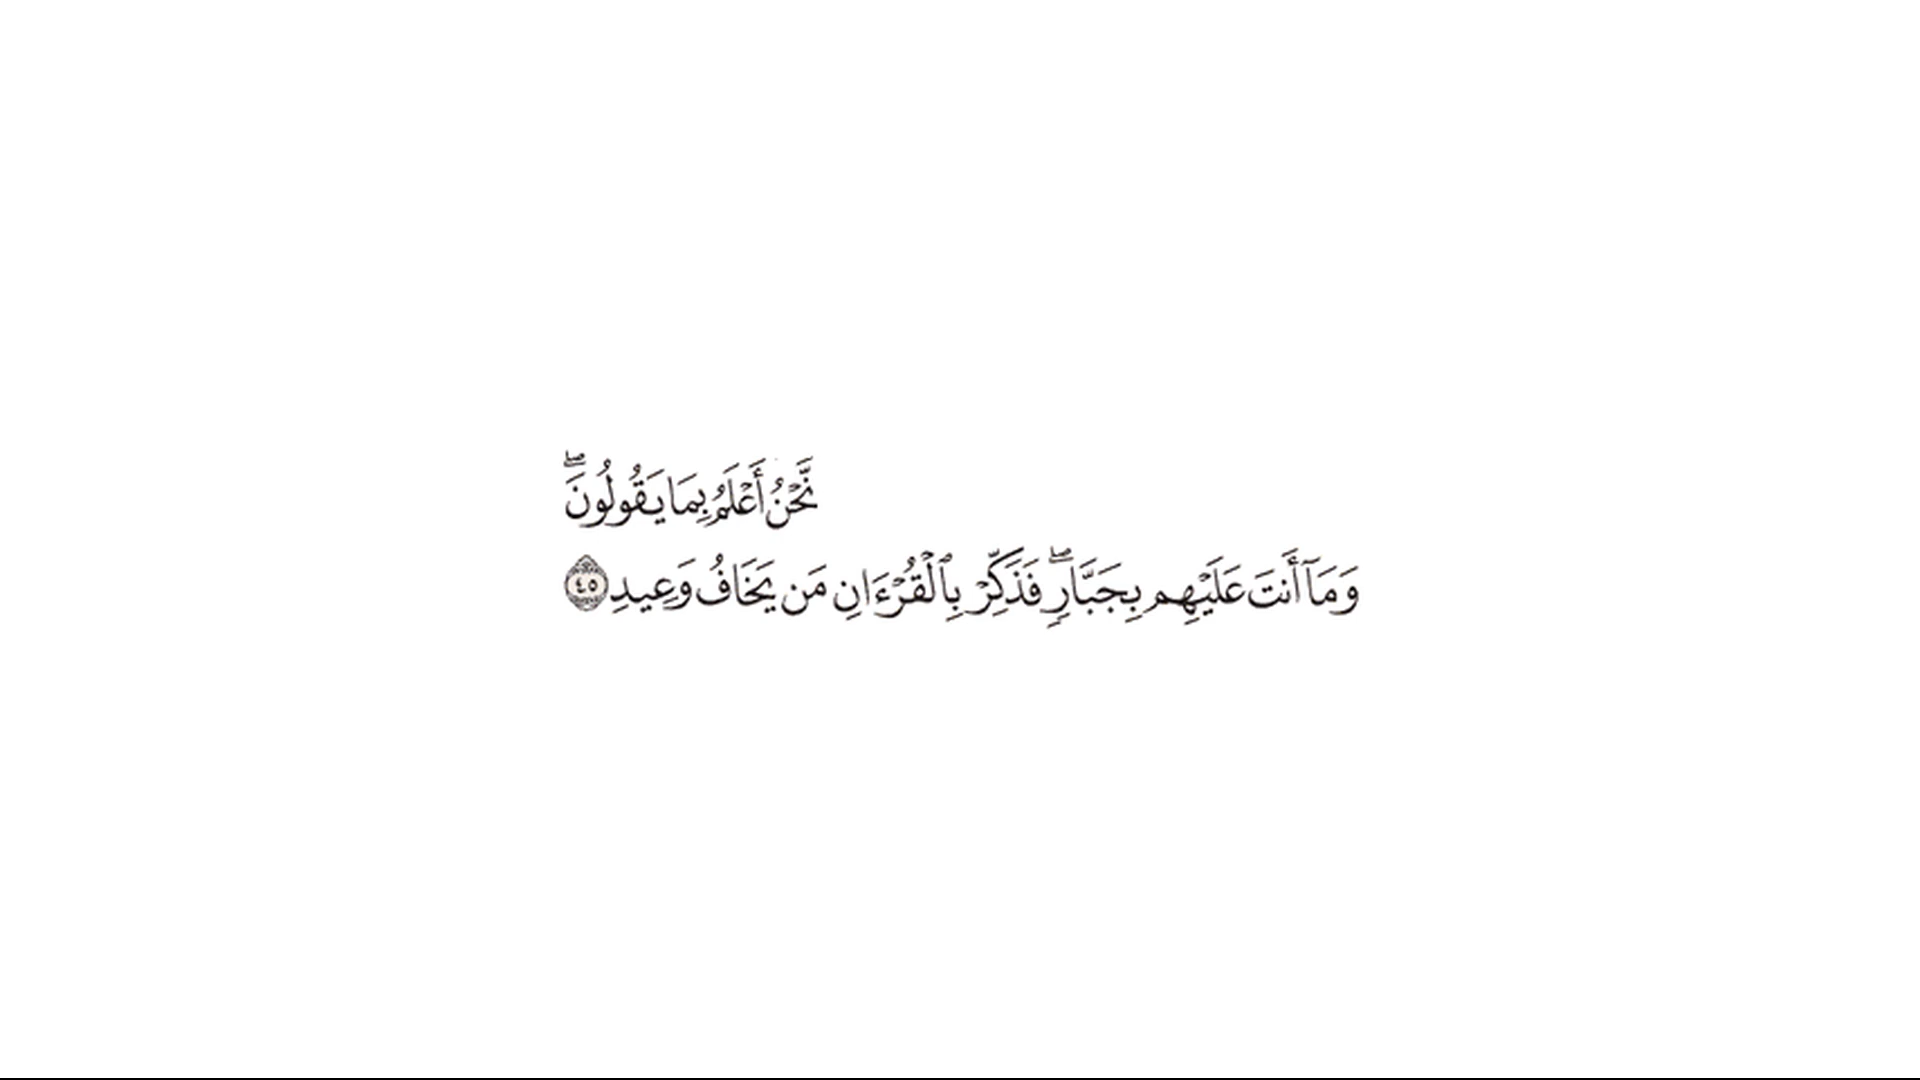 نَّحْنُ أَعْلَمُ بِمَا يَقُولُونَۖ
وَمَآ أَنتَ عَلَيْهِم بِجَبَّارٖۖ فَذَكِّرْ بِٱلْقُرْءَانِ مَن يَخَافُ وَعِيدِ ٤٥